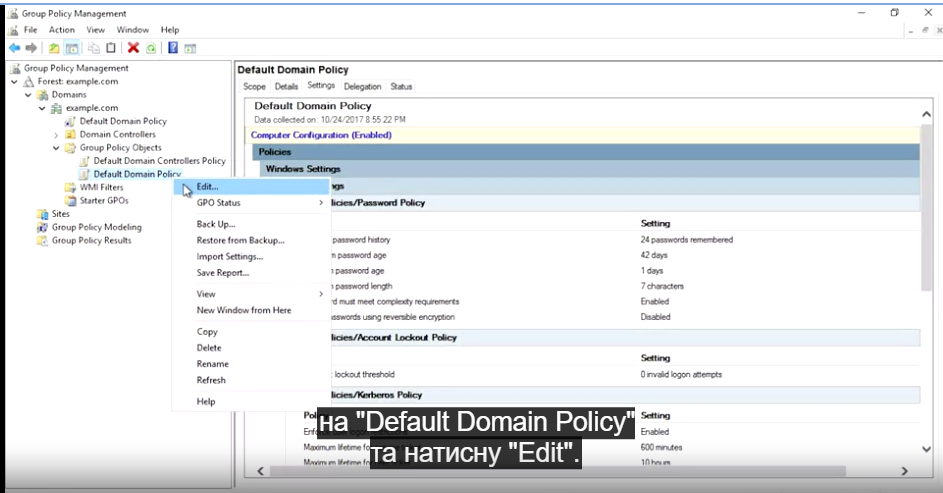 Group Policy Management
File Action View Window Help
Group Policy Management
Forest: example.com
Domains
example.com
Default Domain Policy
Domain Controllers
Group Policy Objects
Default Domain Controllers Policy
Default Domain Policy
WMI Filters
Starter GPOs
Sites
Group Policy Modeling
Group Policy Results
Edit...
GPO Status
Back Up...
Restore from Backup...
Import Settings...
Save Report...
View
New Window from Here
Copy
Delete
Rename
Refresh
Help
Default Domain Policy
Scope Details Settings Delegation Status
Default Domain Policy
Data collected on: 10/24/2017 8:55:22 PM
Computer Configuration (Enabled)
Policies
Windows Settings
Policy
Setting
password history 24 passwords remembered
password age 42 days
password age 1 days
password length 7 characters
must meet complexity requirements Enabled
using reversible encryption Disabled
Account Lockout Policy
Setting
lockout threshold 0 invalid logon attempts
Kerberos Policy
Setting
Enabled
Maximum lifetime 600 minutes
Maximum lifetime 10 hours
на "Default Domain Policy"
та натисну "Edit".